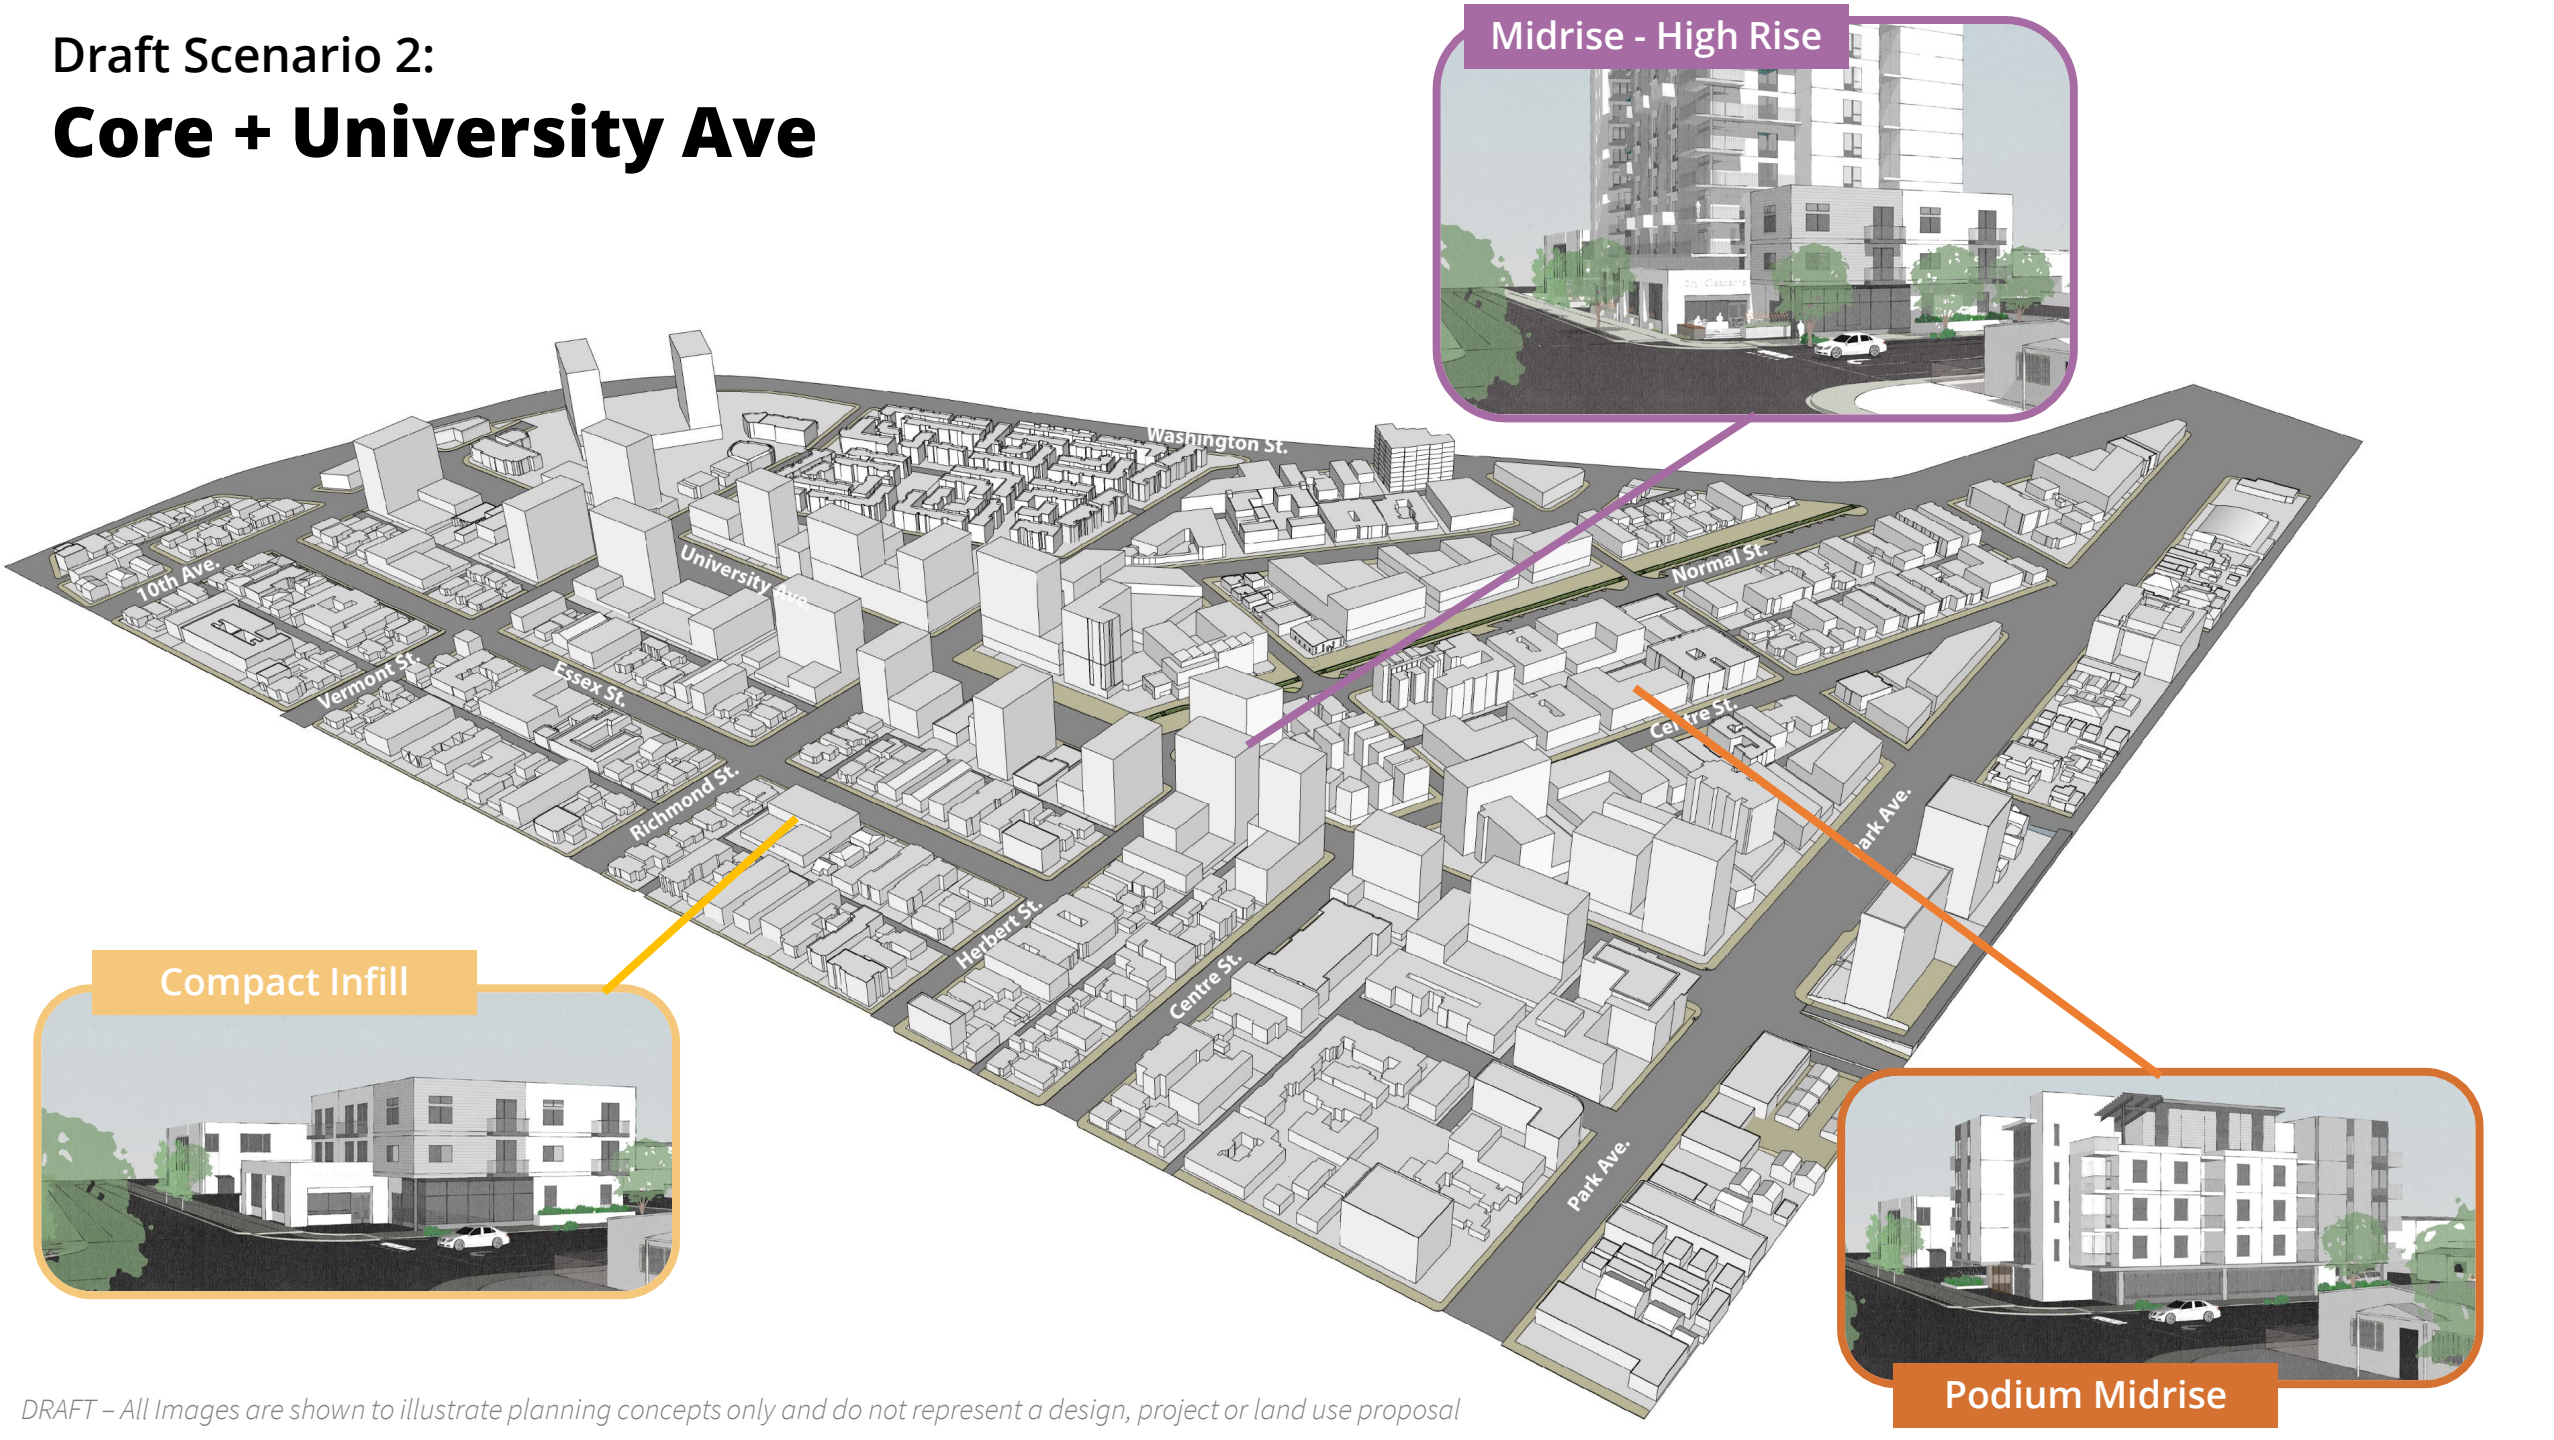 Draft Scenario 2:
Core + University Ave
Midrise - High Rise
Dry Cleaner's
Washington St.
University Ave.
Normal St.
10th Ave.
Vermont St.
Essex St.
Centre St.
Richmond St.
Park Ave.
Herbert St.
Centre St.
Park Ave.
Compact Infill
Podium Midrise
DRAFT – All Images are shown to illustrate planning concepts only and do not represent a design, project or land use proposal